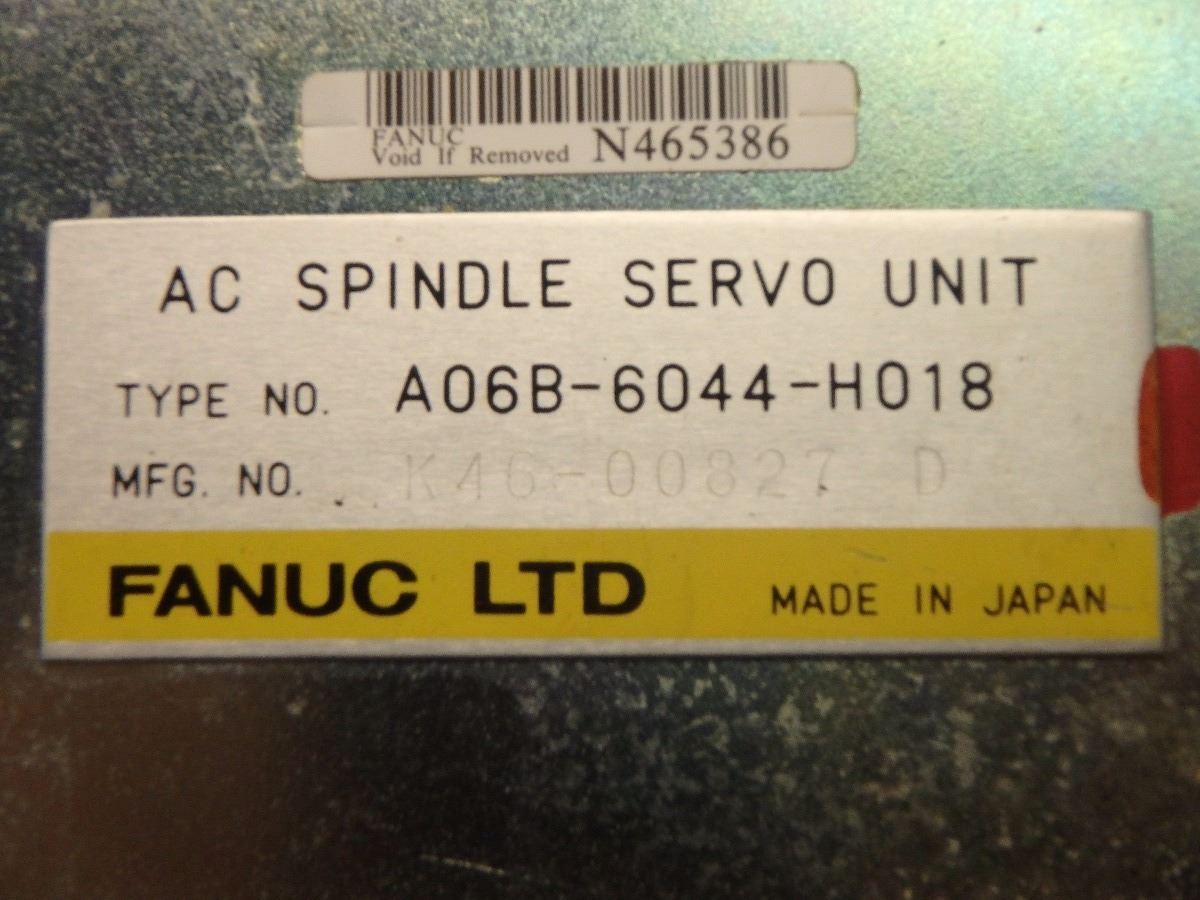 FANUC
Void If Removed N465386
AC SPINDLE SERVO UNIT
TYPE NO. A06B-6044-H018
MFG. NO. K46-00827 D
FANUC LTD MADE IN JAPAN